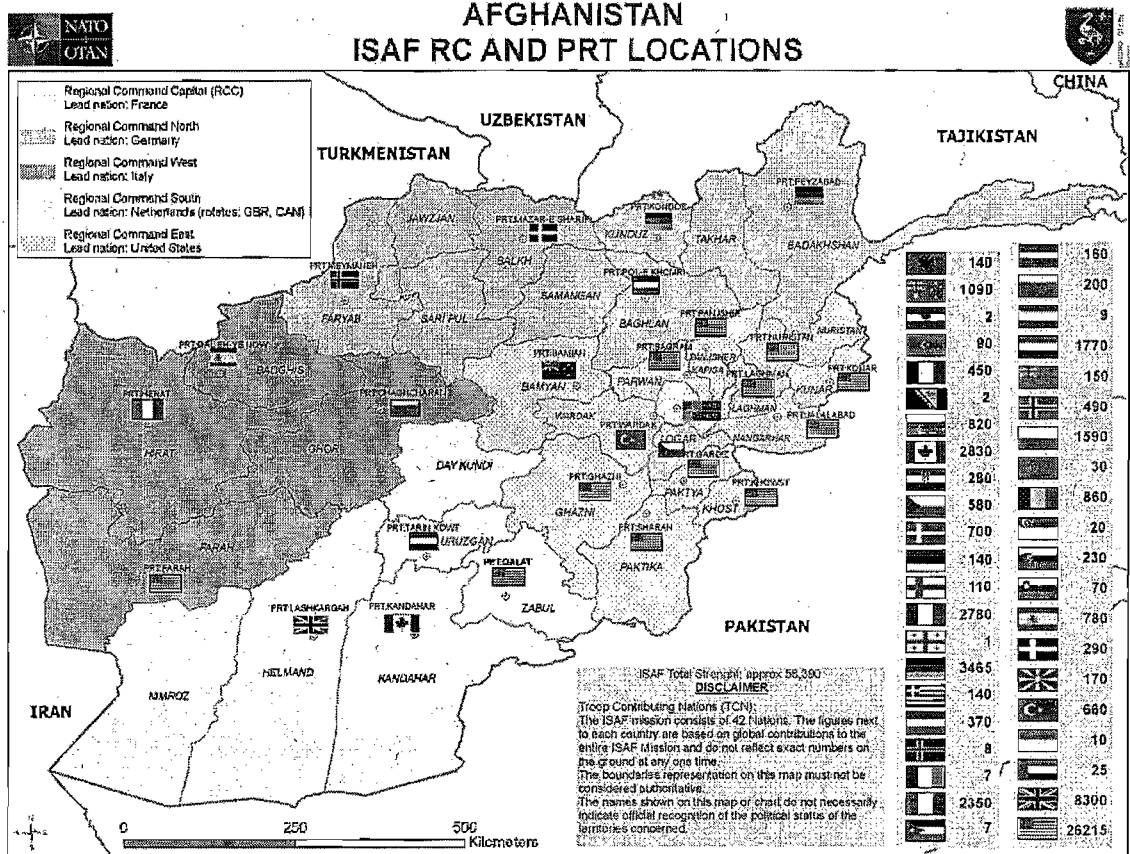 AFGHANISTAN
ISAF RC AND PRT LOCATIONS
NATO
OTAN
Regional Command Capital (RCC)
Lead nation: France
Regional Command North
Lead nation: Germany
Regional Command West
Lead nation: Italy
Regional Command South
Lead nation: Netherlands (rotates: GBR, CAN)
Regional Command East
Lead nation: United States
CHINA
UZBEKISTAN
TAJIKISTAN
TURKMENISTAN
PRT FEYZABAD
PRT KONDOZ
PRT MAZAR-E SHARIF
JAWZJAN
KUNDUZ
TAKHAR
BADAKHSHAN
BALKH
PRT MEYMANEH
PRT POL-E KHOMRI
SAMANGAN
FARYAB
SARI PUL
BAGHLAN
PRT PANJSHIR
NURISTAN
PRT NURISTAN
PRT BAGRAM
KAPISA
PRT KONAR
BADGHIS
PRT BAMIAN
PRT LAGHMAN
PARWAN
BAMYAN
KUNAR
PRT CHAGHCHARAN
PRT HERAT
LAGHMAN
PRT JALALABAD
WARDAK
PRT WARDAK
LOGAR
NANGARHAR
HIRAT
GHOR
PRT GARDEZ
DAY KUNDI
PRT GHAZNI
PAKTYA
PRT KHOWST
GHAZNI
KHOST
PRT SHARAN
PRT TARIN KOWT
URUZGAN
FARAH
PRT FARAH
PAKTIKA
PRT QALAT
ZABUL
PRT LASHKARGAH
PRT KANDAHAR
PAKISTAN
HELMAND
KANDAHAR
NIMROZ
IRAN
140
1090
2
90
450
2
820
2830
280
580
700
140
110
2780
1
3465
140
370
8
7
2350
7
160
200
9
1770
150
490
1590
30
860
20
230
70
780
290
170
660
10
25
8300
26215
ISAF Total Strength: approx 58,390
DISCLAIMER
Troop Contributing Nations (TCN):
The ISAF mission consists of 42 Nations. The figures next
to each country are based on global contributions to the
entire ISAF Mission and do not reflect exact numbers on
the ground at any one time.
The boundaries representation on this map must not be
considered authoritative.
The names shown on this map or chart do not necessarily
indicate official recognition of the political status of the
territories concerned.
0 250 500
Kilometers